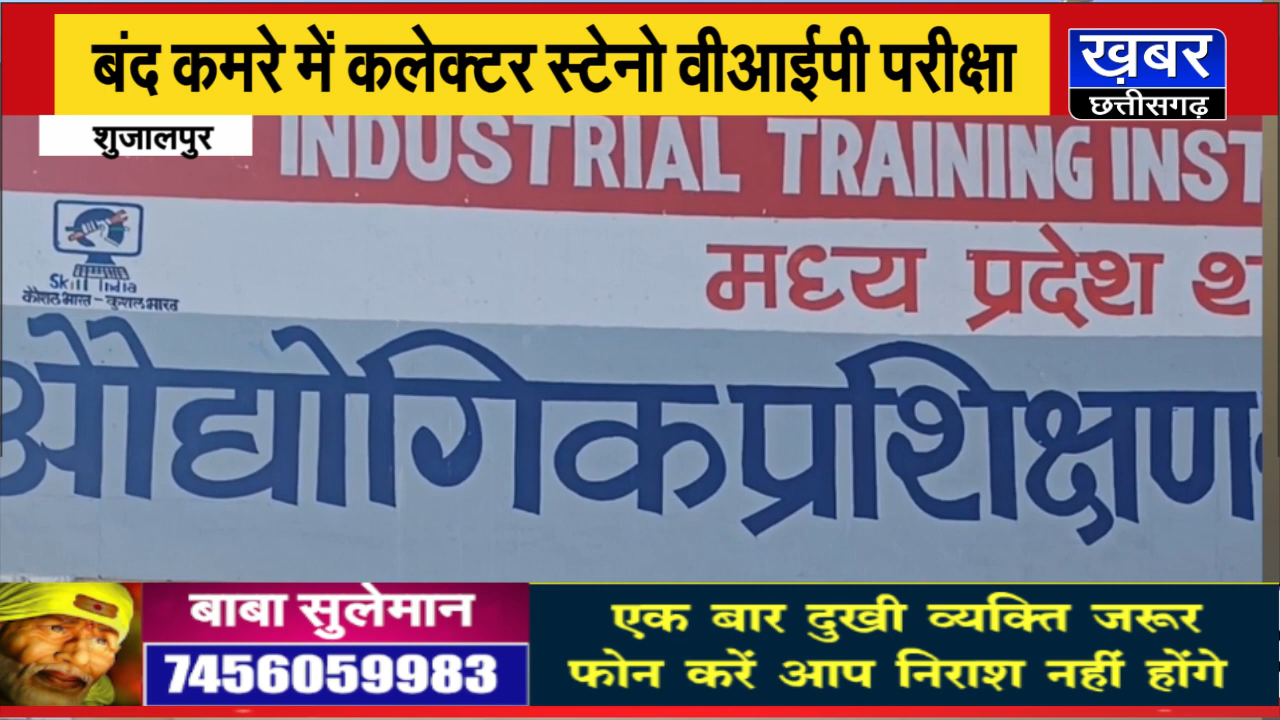 बंद कमरे में कलेक्टर स्टेनो वीआईपी परीक्षा
ख़बर
छत्तीसगढ़
शुजालपुर
INDUSTRIAL TRAINING INST
मध्य प्रदेश
Skill India
कौशल भारत - कुशल भारत
औद्योगिक प्रशिक्षण
बाबा सुलेमान
7456059983
एक बार दुखी व्यक्ति जरूर
फोन करें आप निराश नहीं होंगे